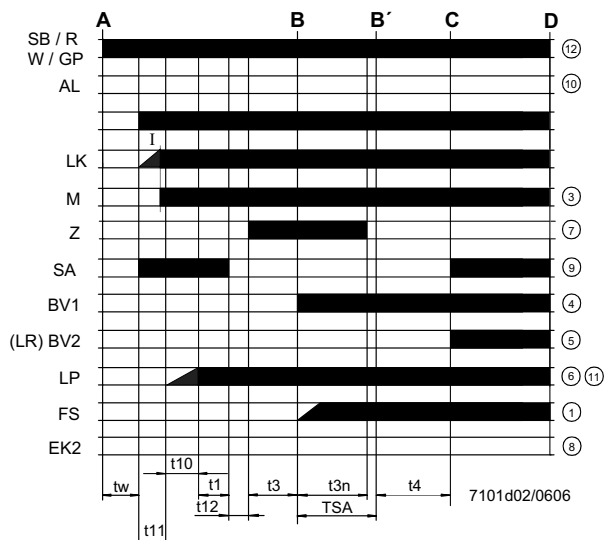 A B B´ C D
SB / R
W / GP
12
AL
10
I
LK
M
3
Z
7
SA
9
BV1
4
(LR) BV2
5
LP
6 11
FS
1
EK2
8
t10
tw t1 t3 t3n t4
7101d02/0606
t12 TSA
t11